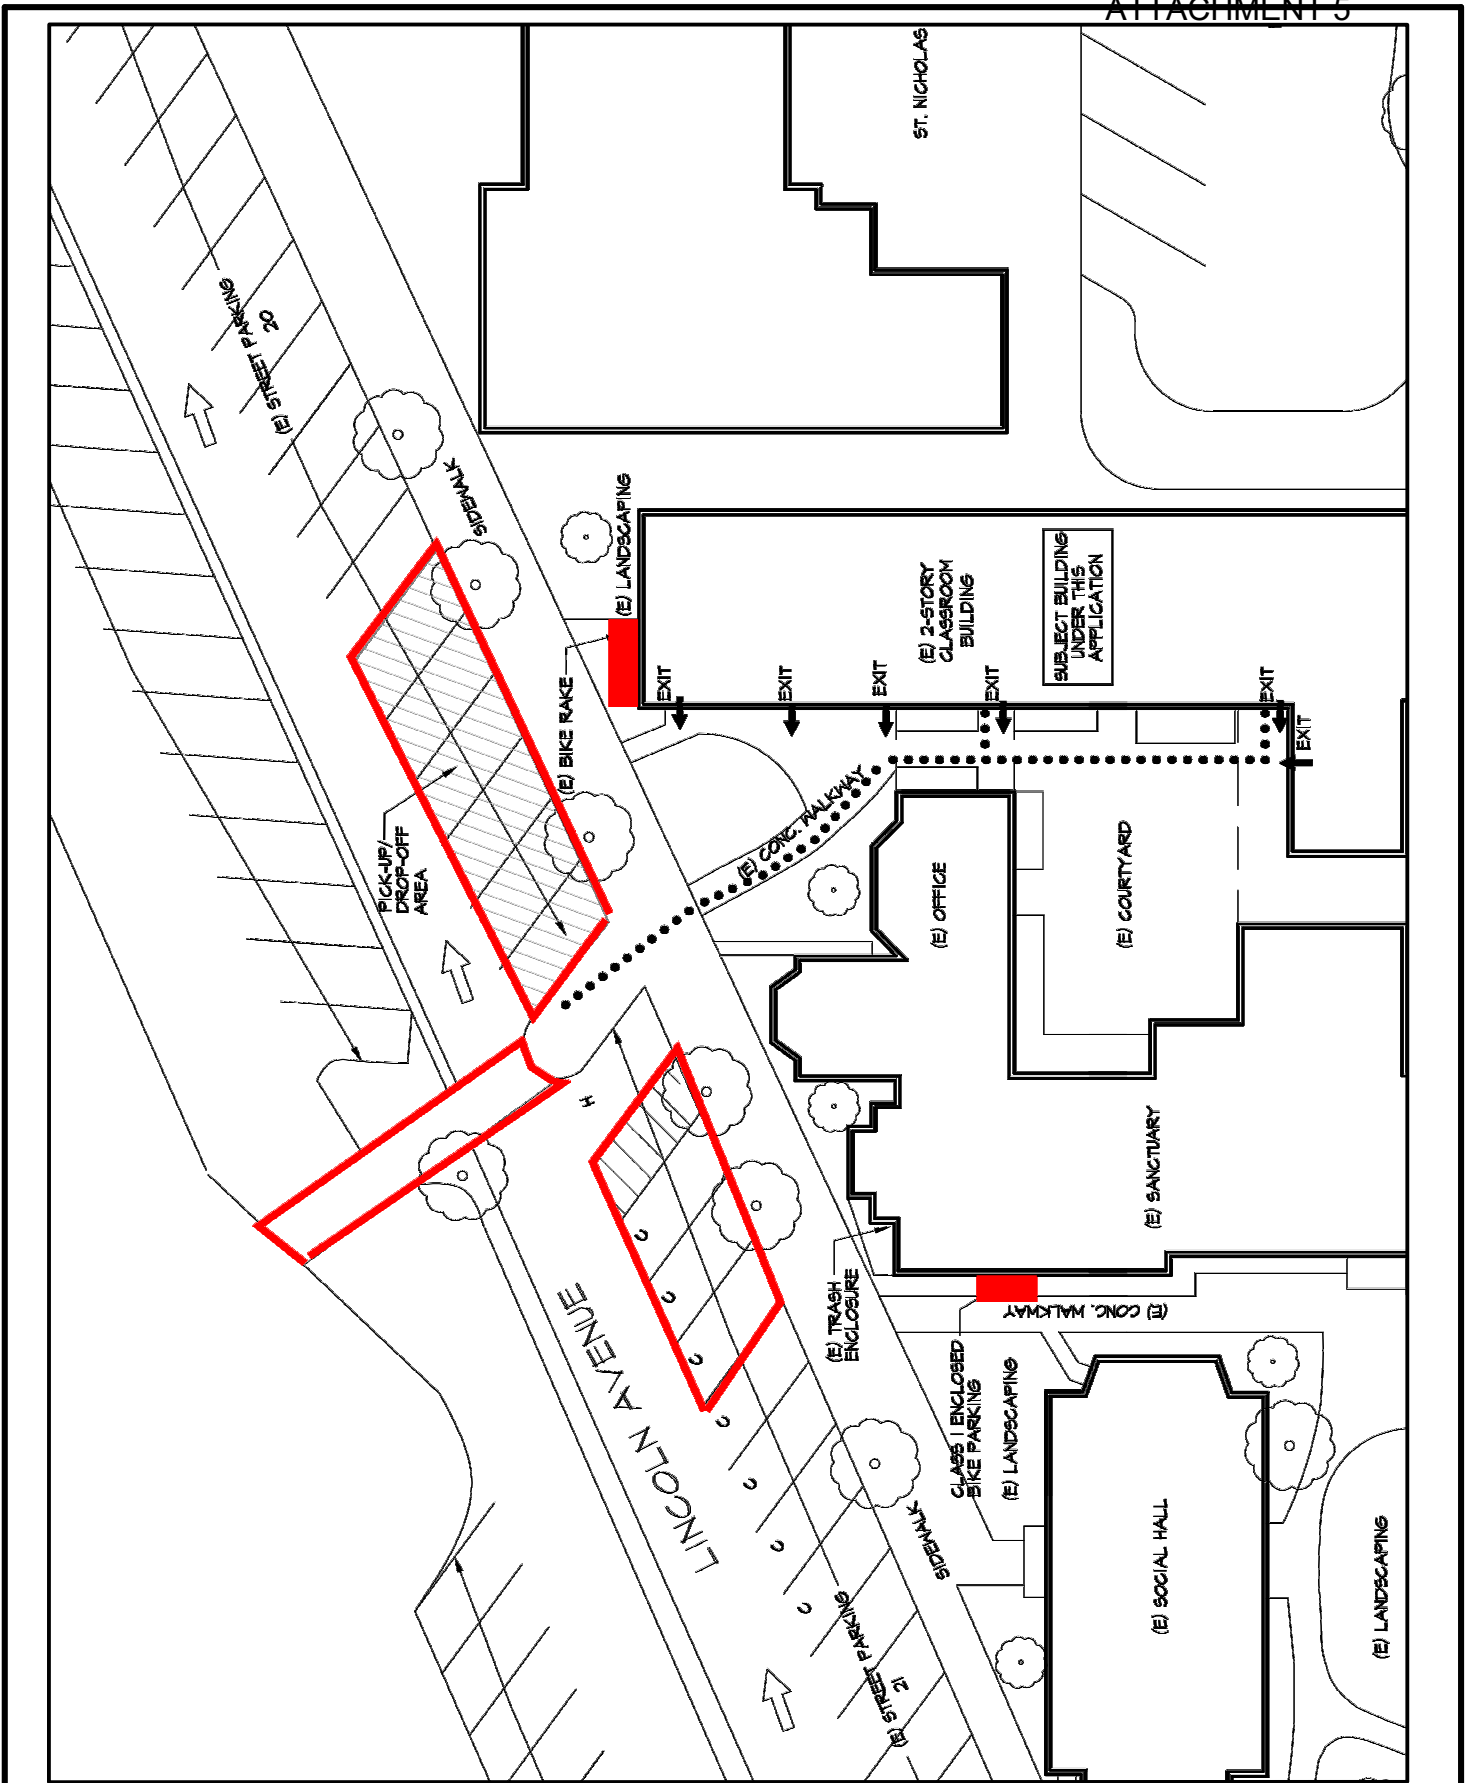 ATTACHMENT 5
ST. NICHOLAS
(E) STREET PARKING
20
SIDEWALK
(E) LANDSCAPING
(E) 2-STORY
CLASSROOM
BUILDING
SUBJECT BUILDING
UNDER THIS
APPLICATION
(E) BIKE RAKE
EXIT
EXIT
EXIT
EXIT
EXIT
EXIT
PICK-UP/
DROP-OFF
AREA
(E) CONC. WALKWAY
(E) OFFICE
(E) COURTYARD
H
(E) SANCTUARY
C
C
C
C
C
C
C
LINCOLN AVENUE
(E) TRASH
ENCLOSURE
(E) CONC. WALKWAY
CLASS I ENCLOSED
BIKE PARKING
(E) LANDSCAPING
SIDEWALK
(E) SOCIAL HALL
(E) LANDSCAPING
(E) STREET PARKING
21